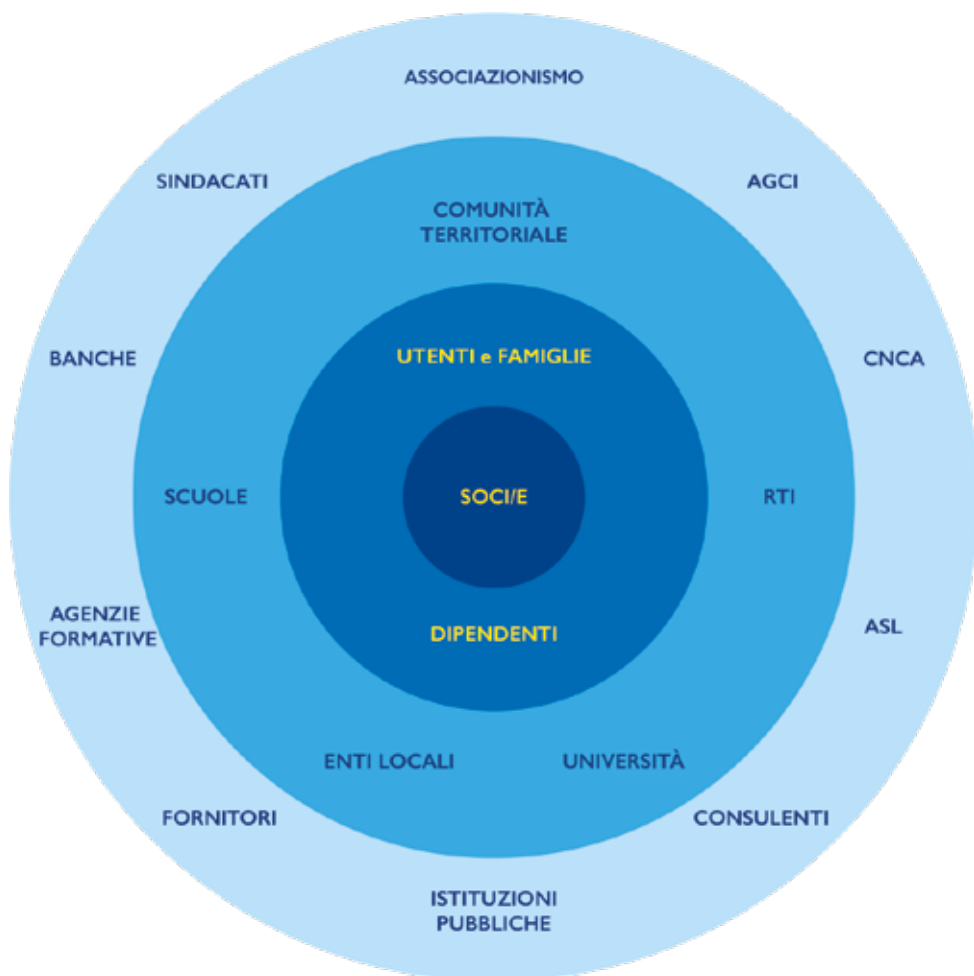 ASSOCIAZIONISMO
SINDACATI
AGCI
COMUNITÀ
TERRITORIALE
BANCHE
UTENTI e FAMIGLIE
CNCA
SCUOLE
SOCI/E
RTI
AGENZIE
FORMATIVE
DIPENDENTI
ASL
ENTI LOCALI
UNIVERSITÀ
FORNITORI
CONSULENTI
ISTITUZIONI
PUBBLICHE